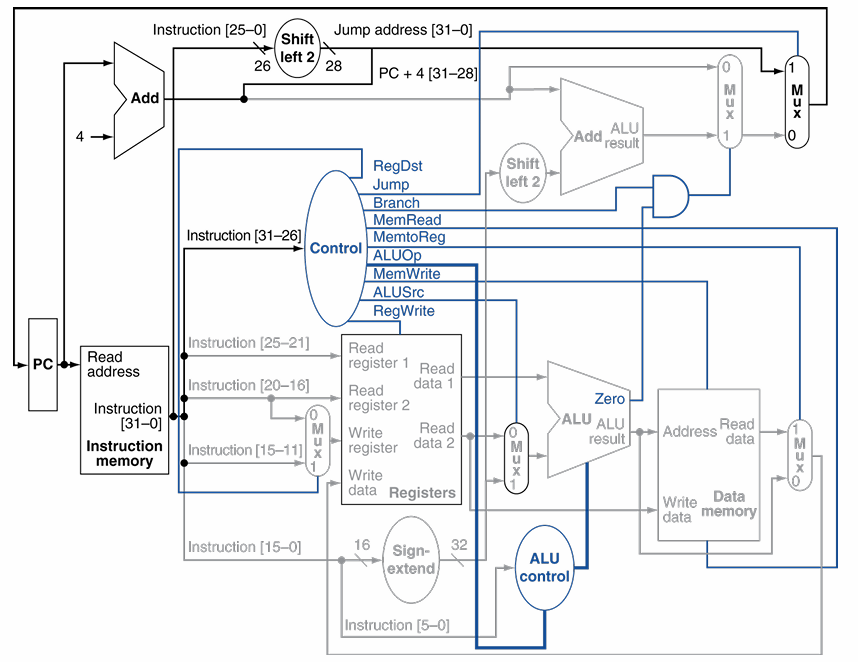 Instruction [25–0]
Shift
left 2
Jump address [31–0]
26
28
PC + 4 [31–28]
Add
4
0
M
u
x
1
1
M
u
x
0
Add
ALU
result
Shift
left 2
RegDst
Jump
Branch
MemRead
MemtoReg
ALUOp
MemWrite
ALUSrc
RegWrite
Control
Instruction [31–26]
PC
Read
address
Instruction
[31–0]
Instruction
memory
Instruction [25–21]
Instruction [20–16]
Instruction [15–11]
0
M
u
x
1
Read
register 1
Read
register 2
Write
register
Write
data
Read
data 1
Read
data 2
Registers
0
M
u
x
1
Zero
ALU
ALU
result
Address
Read
data
Write
data
Data
memory
1
M
u
x
0
Instruction [15–0]
16
Sign-
extend
32
ALU
control
Instruction [5–0]